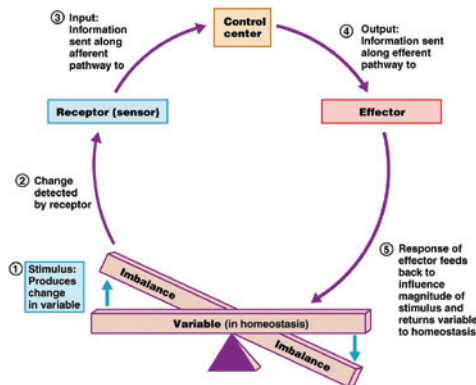 ③ Input:
Information
sent along
afferent
pathway to
Control
center
④ Output:
Information sent
along efferent
pathway to
Receptor (sensor)
Effector
② Change
detected
by receptor
① Stimulus:
Produces
change
in variable
Imbalance
Variable (in homeostasis)
Imbalance
⑤ Response of
effector feeds
back to
influence
magnitude of
stimulus and
returns variable
to homeostasis